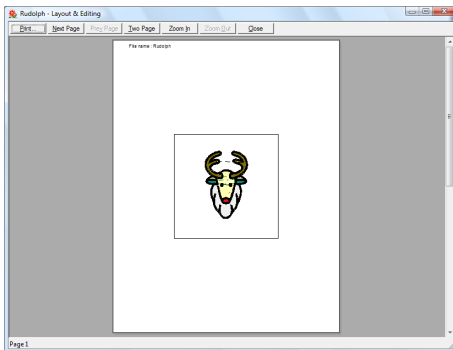 Rudolph - Layout & Editing
Print... Next Page Prev Page Two Page Zoom In Zoom Out Close
File name : Rudolph
Page 1